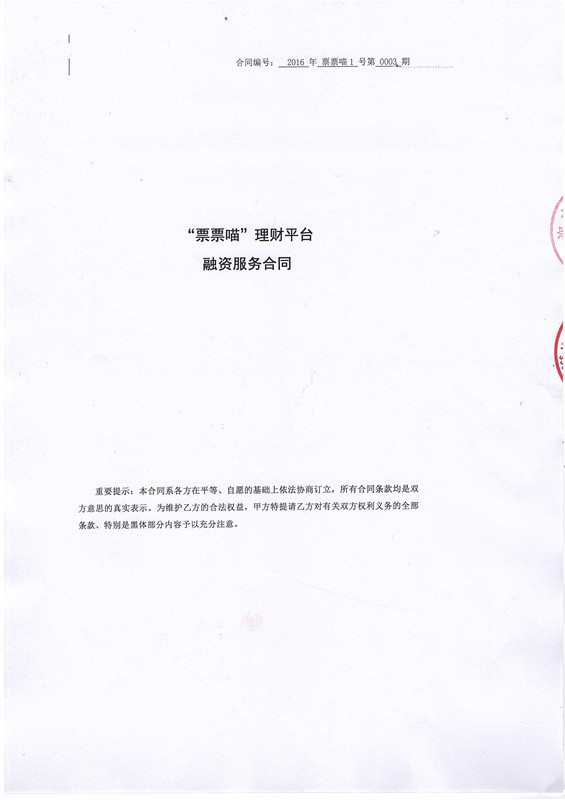 合同编号： 2016 年 票票喵 1 号第 0003 期
“票票喵”理财平台
融资服务合同
重要提示：本合同系各方在平等、自愿的基础上依法协商订立，所有合同条款均是双
方意思的真实表示。为维护乙方的合法权益，甲方特提请乙方对有关双方权利义务的全部
条款、特别是黑体部分内容予以充分注意。